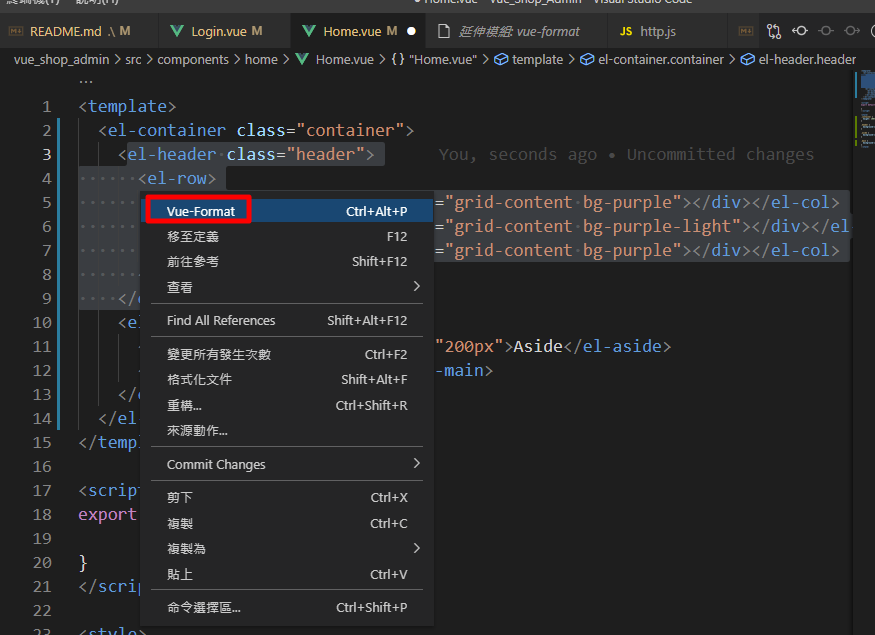 Home.vue - vue_shop_Admin - Visual Studio Code
README.md .\ M
Login.vue M
Home.vue M
延伸模組: vue-format
JS http.js
vue_shop_admin > src > components > home > Home.vue > {} "Home.vue" > template > el-container.container > el-header.header
...
1 <template>
2 <el-container class="container">
3 <el-header class="header"> You, seconds ago • Uncommitted changes
4 <el-row>
5 ="grid-content bg-purple"></div></el-col>
6 ="grid-content bg-purple-light"></div></el
7 ="grid-content bg-purple"></div></el-col>
8
9 </
10 <e
11 "200px">Aside</el-aside>
12 -main>
13 </
14 </el
15 </temp
16
17 <scrip
18 export
19
20 }
21 </scri
22
23 <style>
Vue-Format Ctrl+Alt+P
移至定義 F12
前往參考 Shift+F12
查看 >
Find All References Shift+Alt+F12
變更所有發生次數 Ctrl+F2
格式化文件 Shift+Alt+F
重構... Ctrl+Shift+R
來源動作...
Commit Changes >
剪下 Ctrl+X
複製 Ctrl+C
複製為 >
貼上 Ctrl+V
命令選擇區... Ctrl+Shift+P